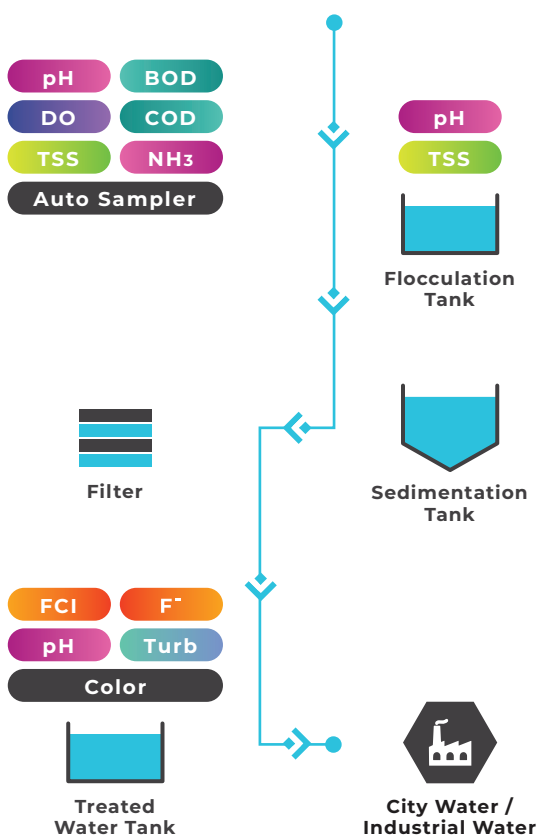 pH
BOD
DO
COD
TSS
NH3
Auto Sampler
pH
TSS
Flocculation
Tank
Filter
Sedimentation
Tank
FCI
F-
pH
Turb
Color
Treated
Water Tank
City Water /
Industrial Water